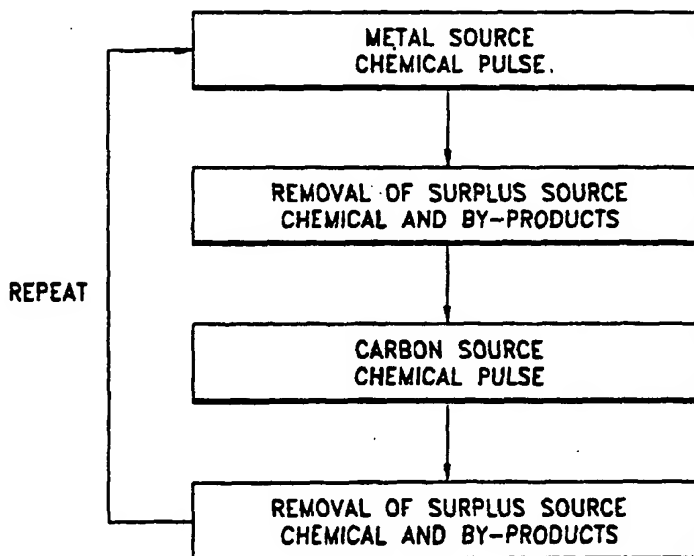 METAL SOURCE
CHEMICAL PULSE.
REMOVAL OF SURPLUS SOURCE
CHEMICAL AND BY-PRODUCTS
REPEAT
CARBON SOURCE
CHEMICAL PULSE
REMOVAL OF SURPLUS SOURCE
CHEMICAL AND BY-PRODUCTS